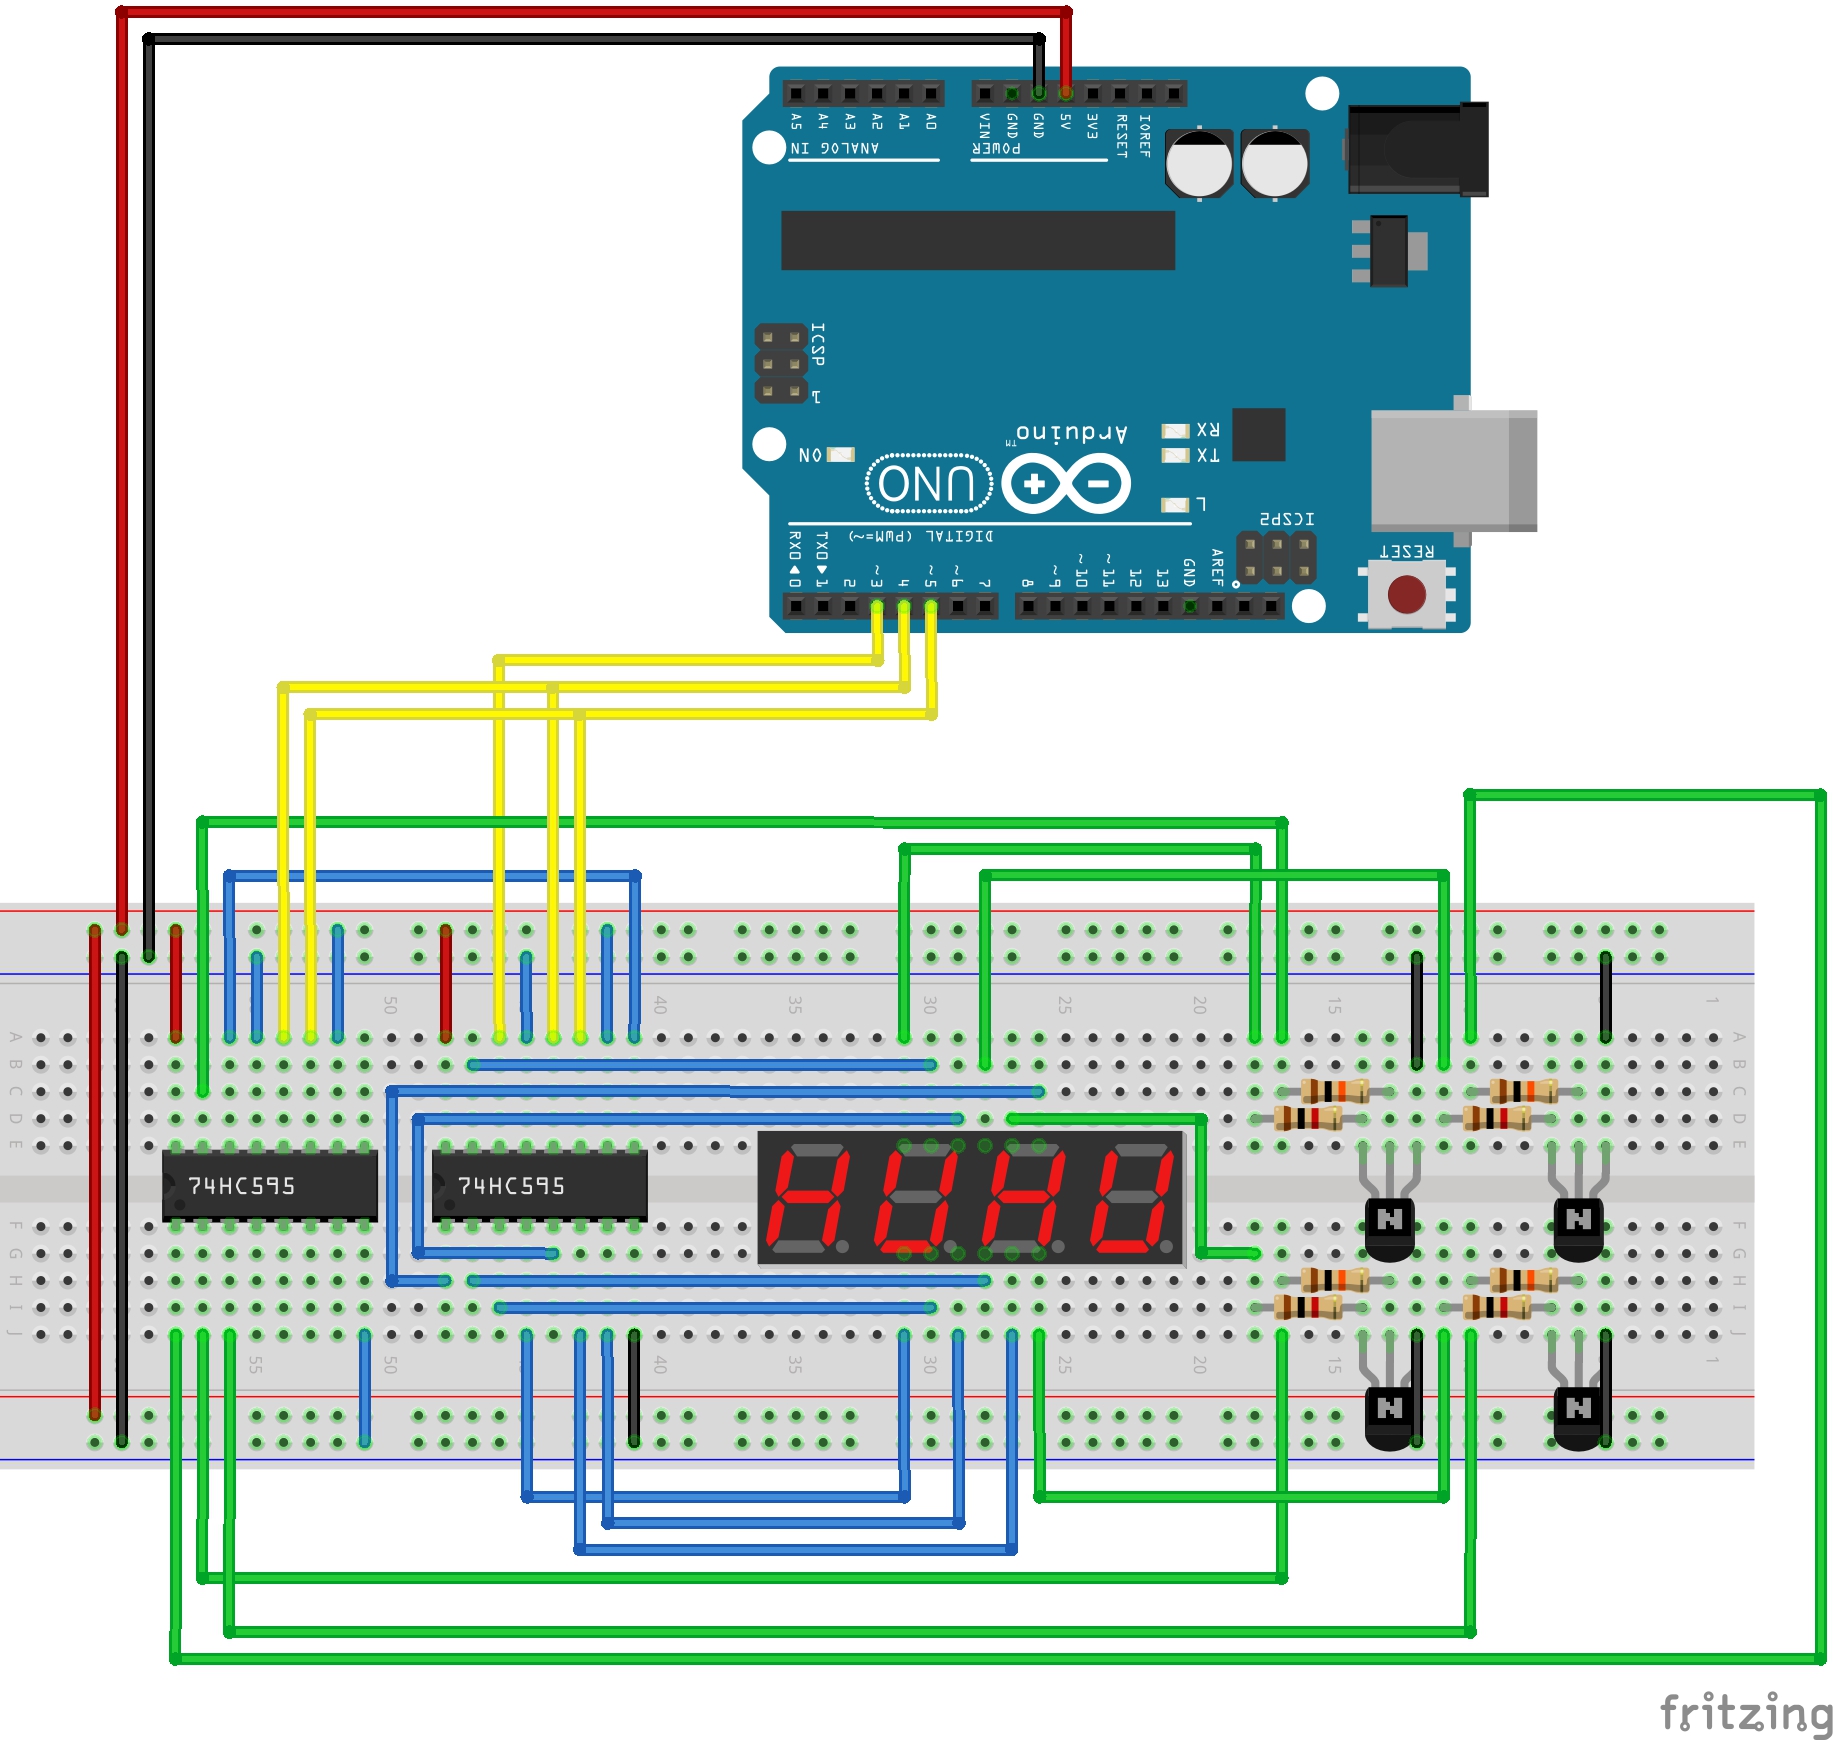 A5 A4 A3 A2 A1 A0
VIN GND GND 5V 3V3 RESET IOREF
ANALOG IN
POWER
ICSP
1
Arduino
TM
RX
TX
ON
UNO
L
ICSP2
DIGITAL (PWM=~)
RESET
RX0 TX0
0 1 2 ~3 4 ~5 ~6 7 8 ~9 ~10 ~11 12 13 GND AREF
50 40 35 30 25 20 15 1
A A
B B
C C
D D
E E
74HC595 74HC595
N N
F F
G G
H H
I I
J J
55 50 40 35 30 25 20 15 1
N N
fritzing